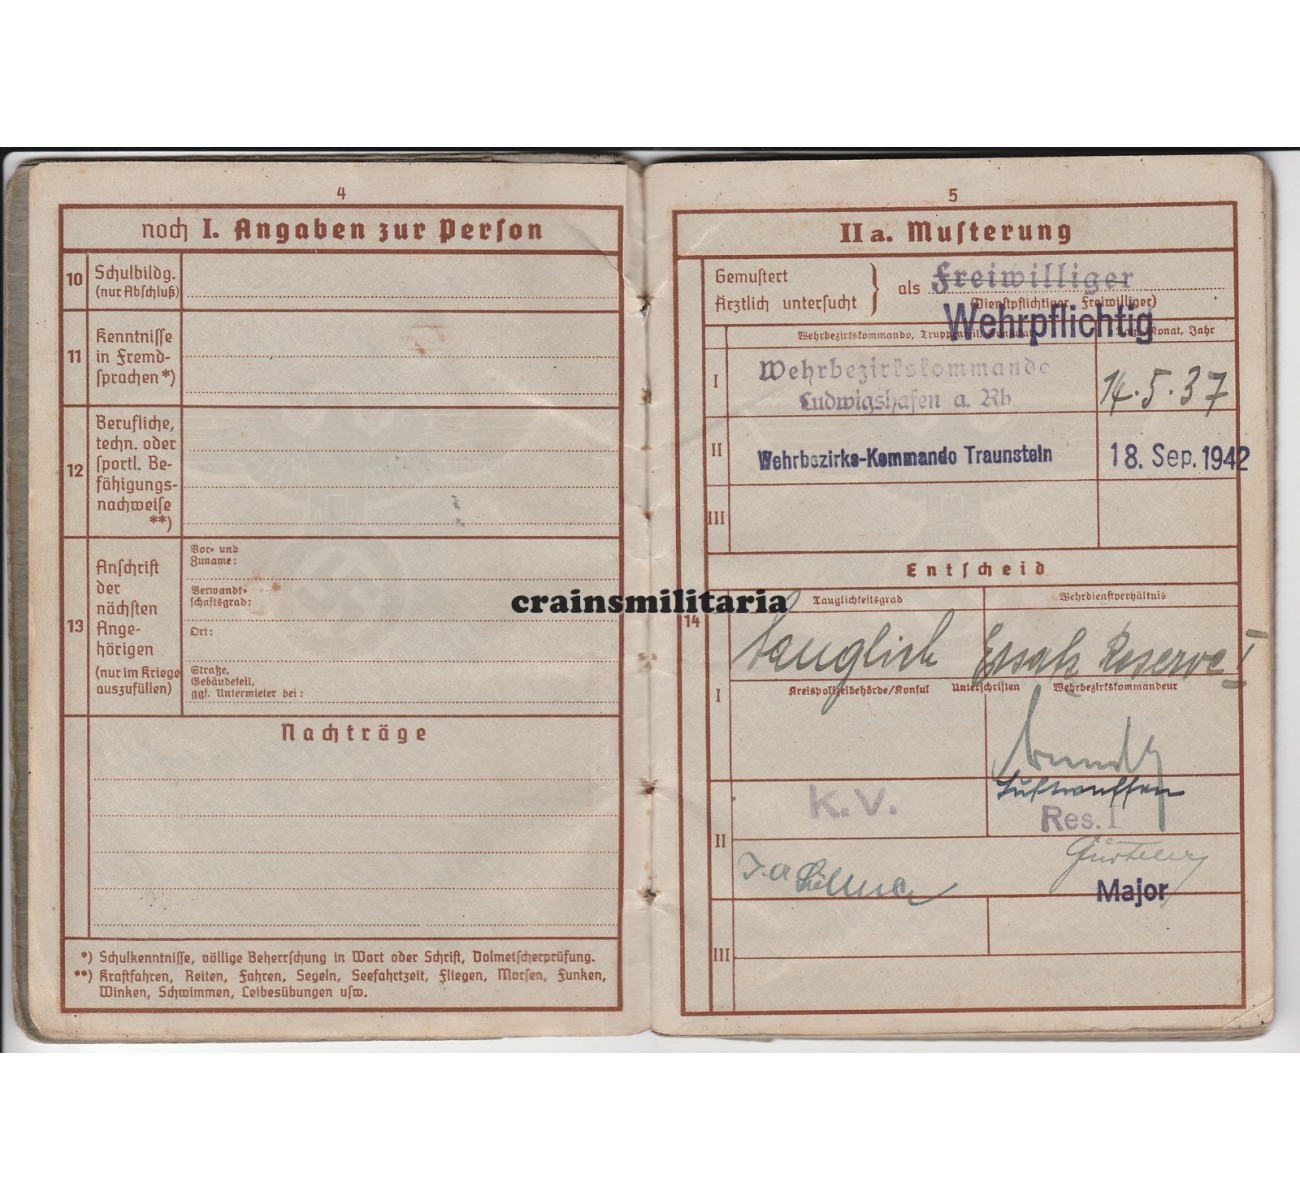 4
noch I. Angaben zur Person
10
Schulbildg.
(nur Abschluß)
11
Kenntnisse
in Fremd-
sprachen *)
12
Berufliche,
techn. oder
sportl. Be-
fähigungs-
nachweise
**)
13
Anschrift
der
nächsten
Ange-
hörigen
(nur im Kriege
auszufüllen)
Vor- und
Zuname:
Verwandt-
schaftsgrad:
Ort:
Straße,
Gebäudeteil,
ggf. Untermieter bei:
Nachträge
*) Schulkenntnisse, völlige Beherrschung in Wort oder Schrift, Dolmetscherprüfung.
**) Kraftfahren, Reiten, Fahren, Segeln, Seefahrtzeit, Fliegen, Morsen, Funken,
Winken, Schwimmen, Leibesübungen usw.
crainsmilitaria
5
II a. Musterung
Gemustert
Ärztlich untersucht
als Freiwilliger
(Dienstpflichtiger, Freiwilliger)
Wehrpflichtig
Wehrbezirkskommando,
Monat, Jahr
I
Wehrbezirkskommando
Ludwigshafen a. Rh.
14.5.37
II
Wehrbezirks-Kommando Traunstein
18. Sep. 1942
III
Entscheid
14
Tauglichkeitsgrad
Wehrdienstverhältnis
tauglich
Ersatz Reserve I
I
Kreispolizeibehörde/Konsul
Unterschriften
Wehrbezirkskommandeur
II
K.V.
Luftwaffen
Res. I
Major
III